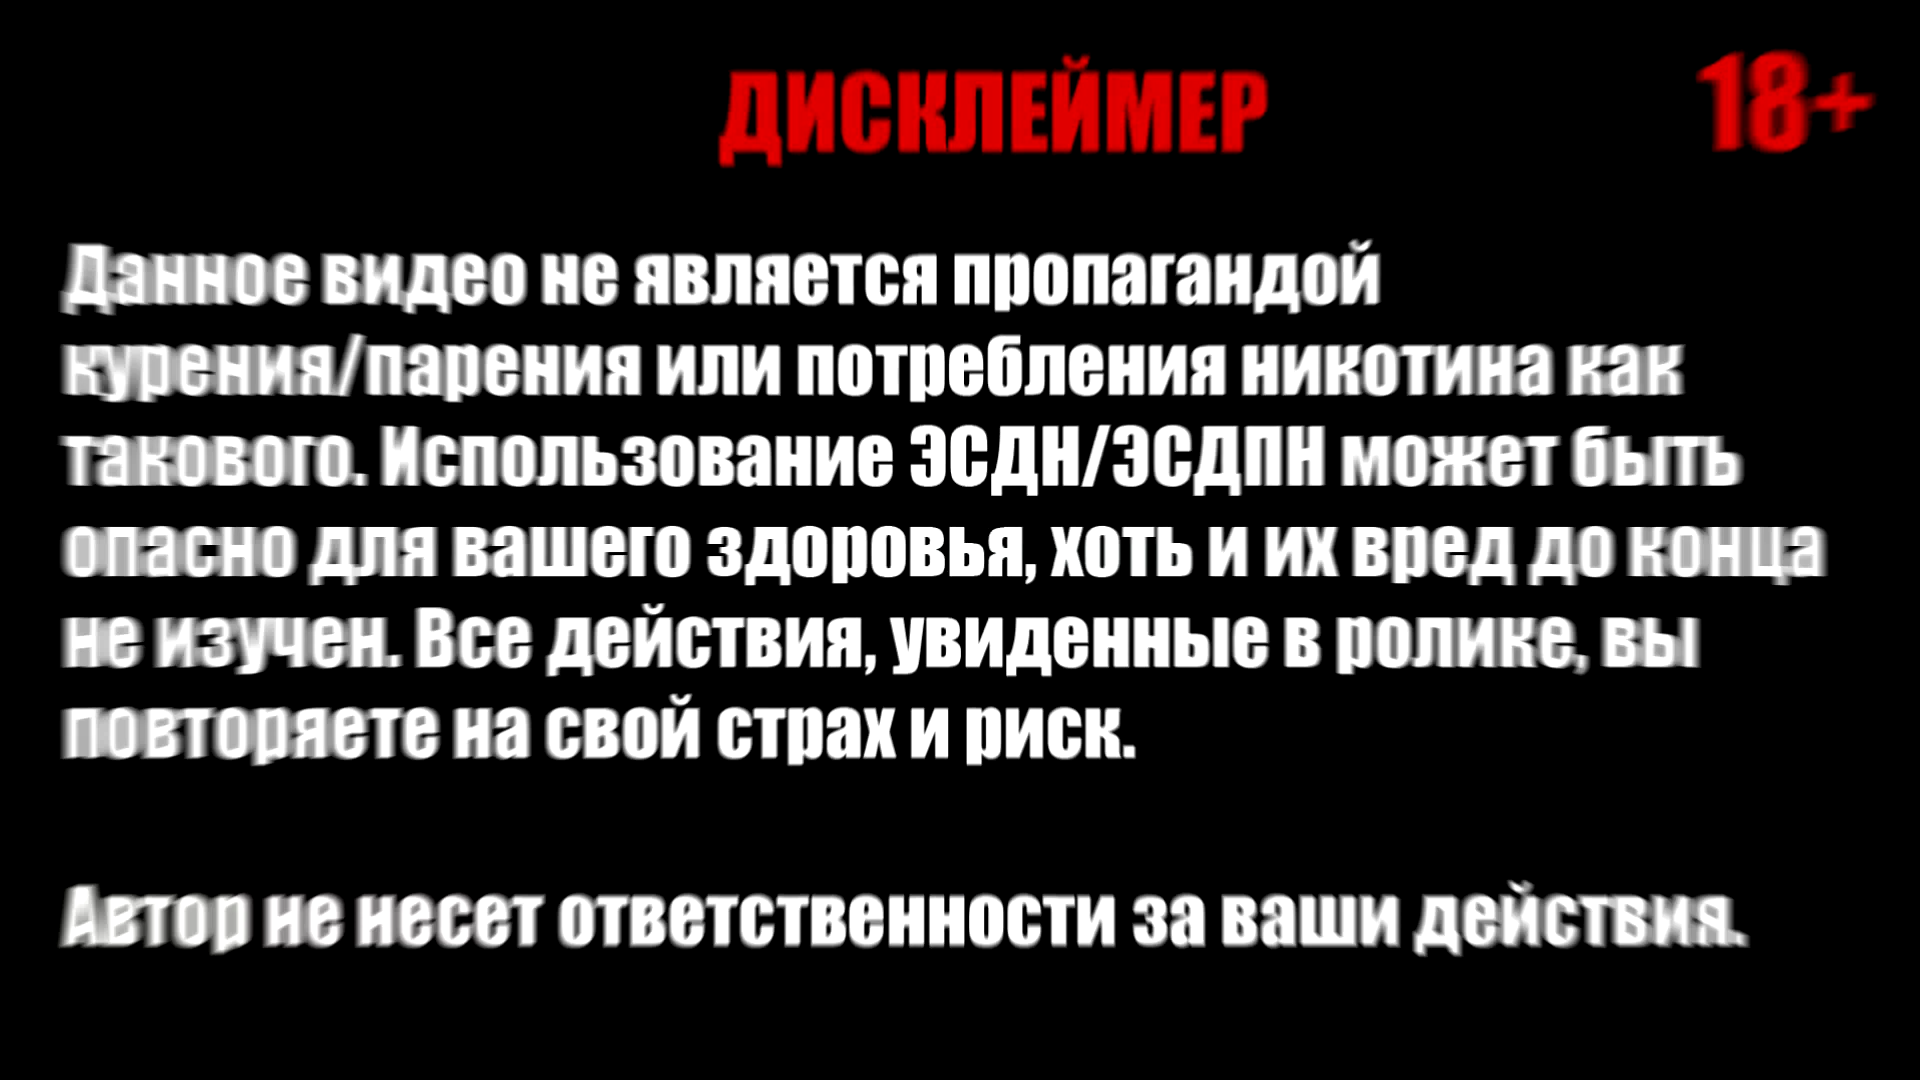 ДИСКЛЕЙМЕР 18+
Данное видео не является пропагандой
курения/парения или потребления никотина как
такового. Использование ЭСДН/ЭСДПН может быть
опасно для вашего здоровья, хоть и их вред до конца
не изучен. Все действия, увиденные в ролике, вы
повторяете на свой страх и риск.
Автор не несет ответственности за ваши действия.